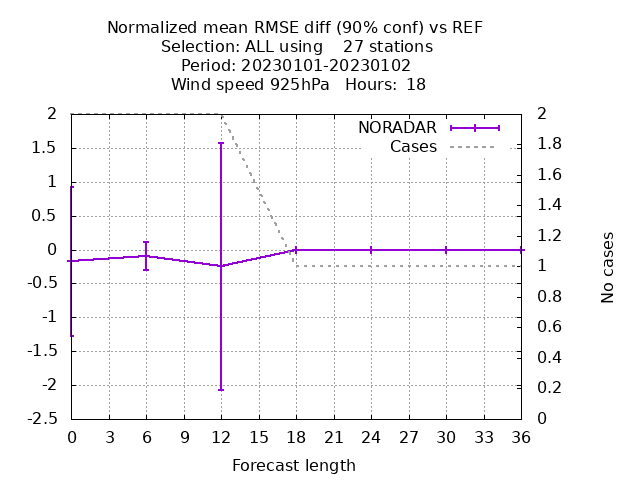 Normalized mean RMSE diff (90% conf) vs REF
Selection: ALL using    27 stations
Period: 20230101-20230102
Wind speed 925hPa   Hours:  18
NORADAR
Cases
2
1.5
1
0.5
0
-0.5
-1
-1.5
-2
-2.5
2
1.8
1.6
1.4
1.2
1
0.8
0.6
0.4
0.2
0
No cases
0 3 6 9 12 15 18 21 24 27 30 33 36
Forecast length